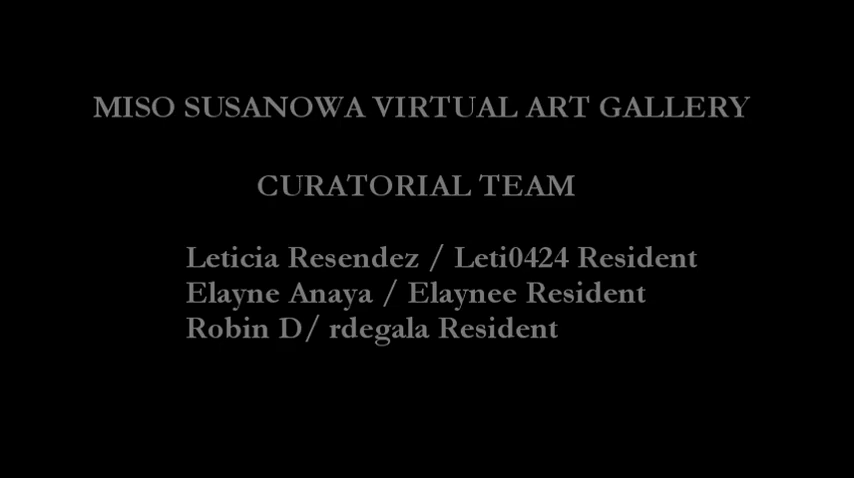 MISO SUSANOWA VIRTUAL ART GALLERY
CURATORIAL TEAM
Leticia Resendez / Leti0424 Resident
Elayne Anaya / Elaynee Resident
Robin D/ rdegala Resident